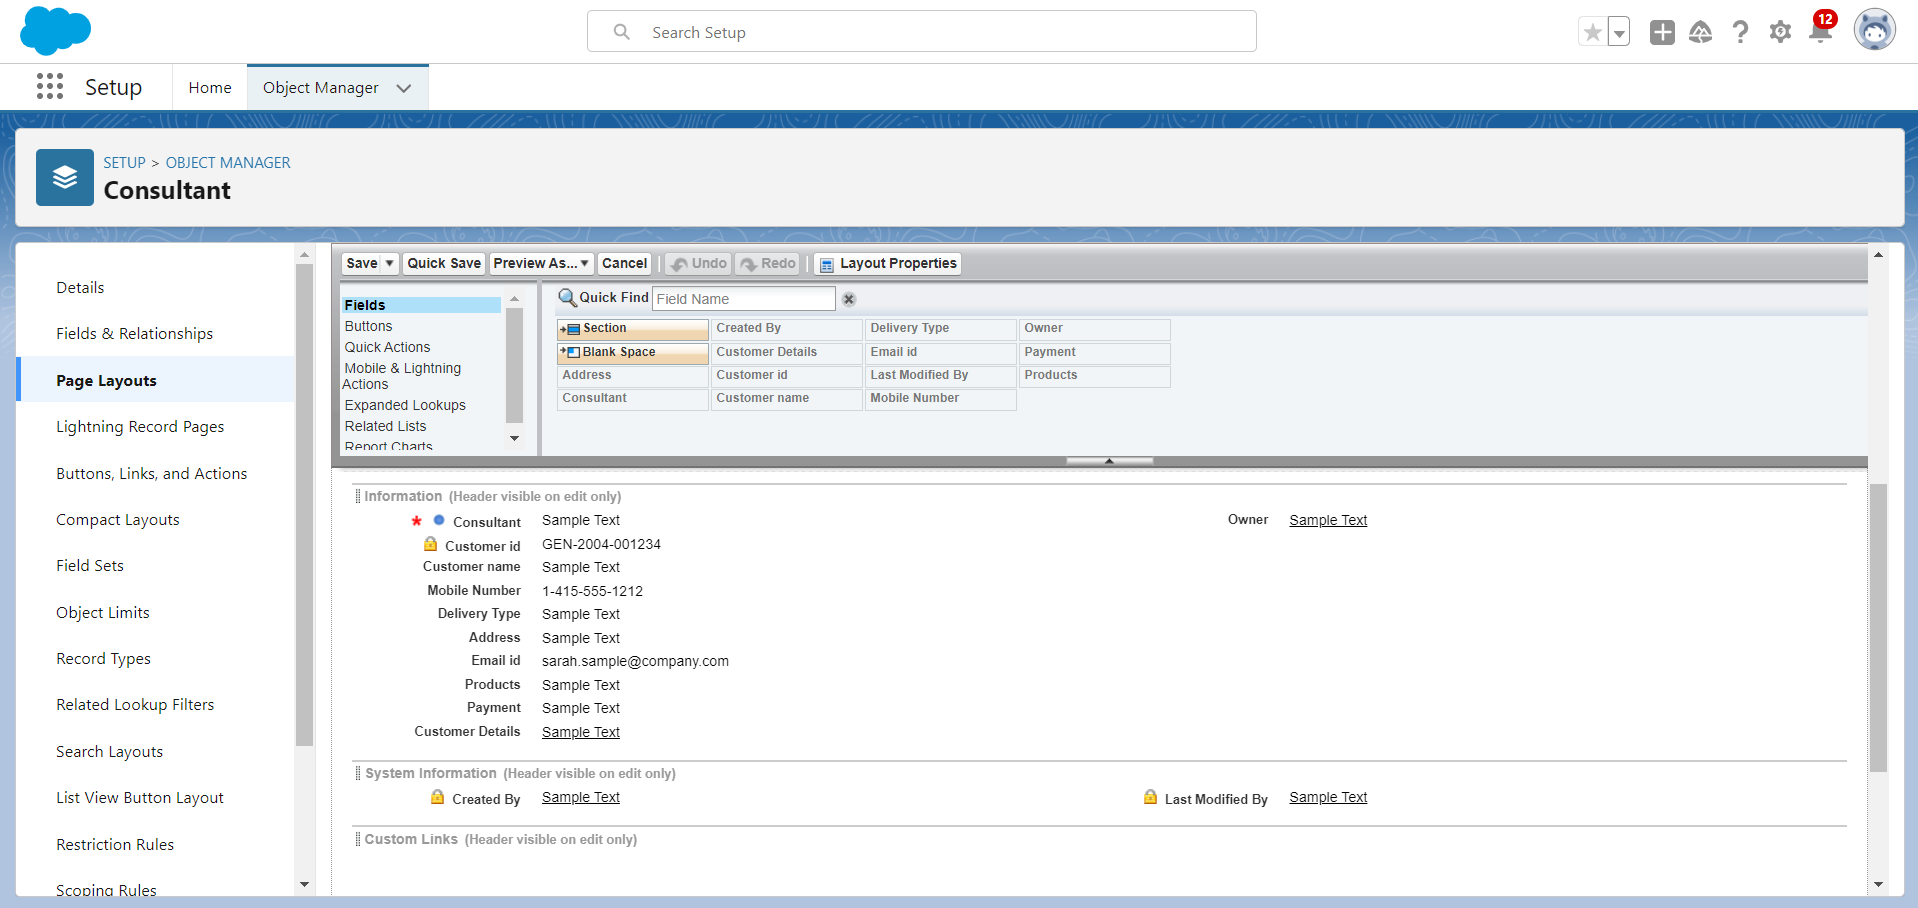 Search Setup
12
Setup
Home
Object Manager
SETUP > OBJECT MANAGER
Consultant
Details
Fields & Relationships
Page Layouts
Lightning Record Pages
Buttons, Links, and Actions
Compact Layouts
Field Sets
Object Limits
Record Types
Related Lookup Filters
Search Layouts
List View Button Layout
Restriction Rules
Scoping Rules
Save
Quick Save
Preview As...
Cancel
Undo
Redo
Layout Properties
Fields
Buttons
Quick Actions
Mobile & Lightning
Actions
Expanded Lookups
Related Lists
Report Charts
Quick Find
Field Name
Section
Created By
Delivery Type
Owner
Blank Space
Customer Details
Email id
Payment
Address
Customer id
Last Modified By
Products
Consultant
Customer name
Mobile Number
Information (Header visible on edit only)
* Consultant Sample Text
Owner Sample Text
Customer id GEN-2004-001234
Customer name Sample Text
Mobile Number 1-415-555-1212
Delivery Type Sample Text
Address Sample Text
Email id sarah.sample@company.com
Products Sample Text
Payment Sample Text
Customer Details Sample Text
System Information (Header visible on edit only)
Created By Sample Text
Last Modified By Sample Text
Custom Links (Header visible on edit only)